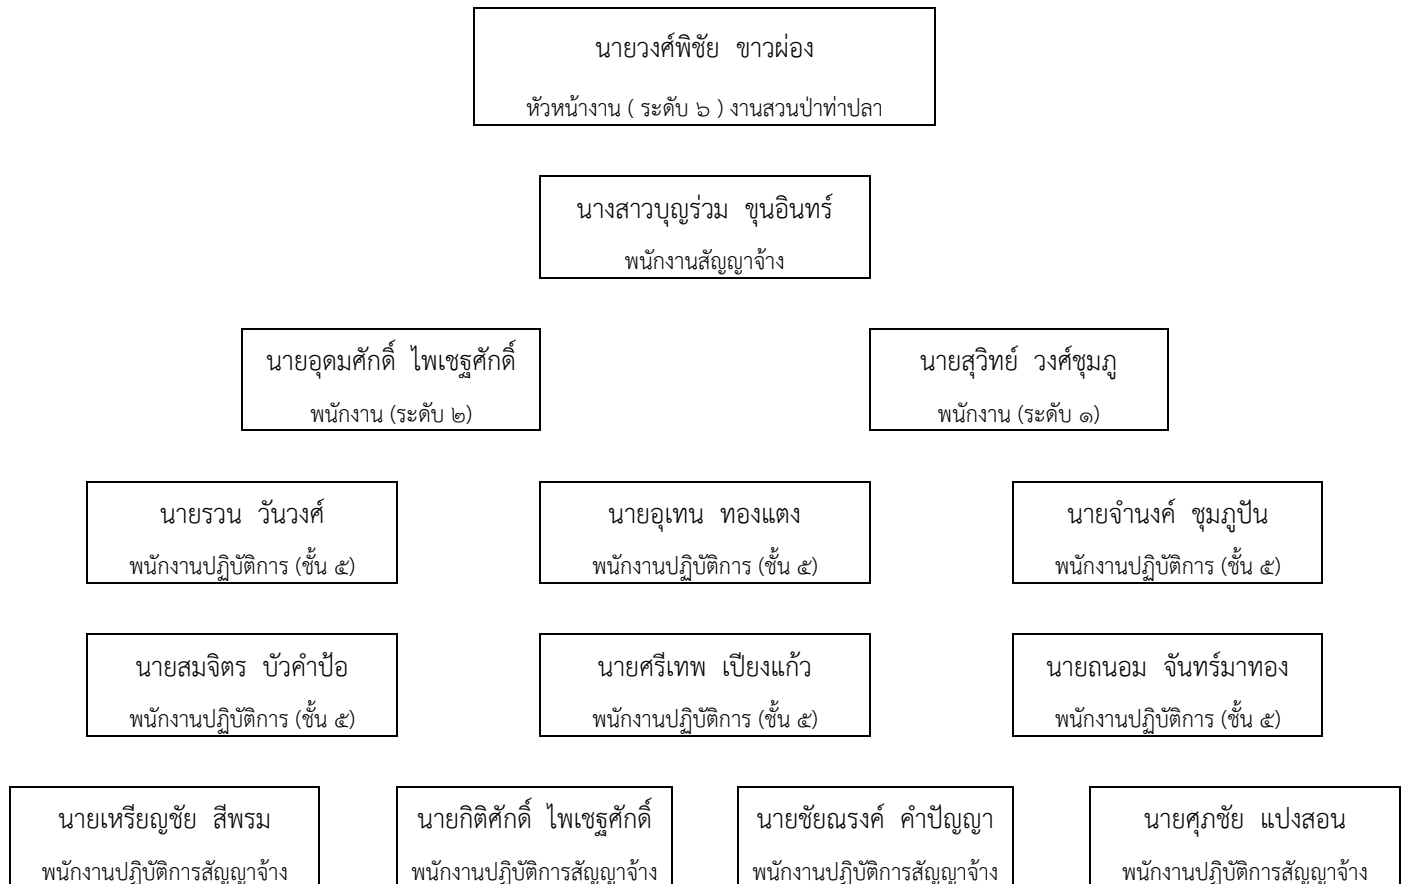 นายวงศ์พิชัย ขาวผ่อง
หัวหน้างาน ( ระดับ ๖ ) งานสวนป่าท่าปลา
นางสาวบุญร่วม ขุนอินทร์
พนักงานสัญญาจ้าง
นายอุดมศักดิ์ ไพเชฐศักดิ์
พนักงาน (ระดับ ๒)
นายสุวิทย์ วงศ์ชุมภู
พนักงาน (ระดับ ๑)
นายรวน วันวงศ์
พนักงานปฏิบัติการ (ชั้น ๕)
นายอุเทน ทองแตง
พนักงานปฏิบัติการ (ชั้น ๕)
นายจำนงค์ ชุมภูปัน
พนักงานปฏิบัติการ (ชั้น ๕)
นายสมจิตร บัวคำป้อ
พนักงานปฏิบัติการ (ชั้น ๕)
นายศรีเทพ เปียงแก้ว
พนักงานปฏิบัติการ (ชั้น ๕)
นายถนอม จันทร์มาทอง
พนักงานปฏิบัติการ (ชั้น ๕)
นายเหรียญชัย สีพรม
พนักงานปฏิบัติการสัญญาจ้าง
นายกิติศักดิ์ ไพเชฐศักดิ์
พนักงานปฏิบัติการสัญญาจ้าง
นายชัยณรงค์ คำปัญญา
พนักงานปฏิบัติการสัญญาจ้าง
นายศุภชัย แปงสอน
พนักงานปฏิบัติการสัญญาจ้าง